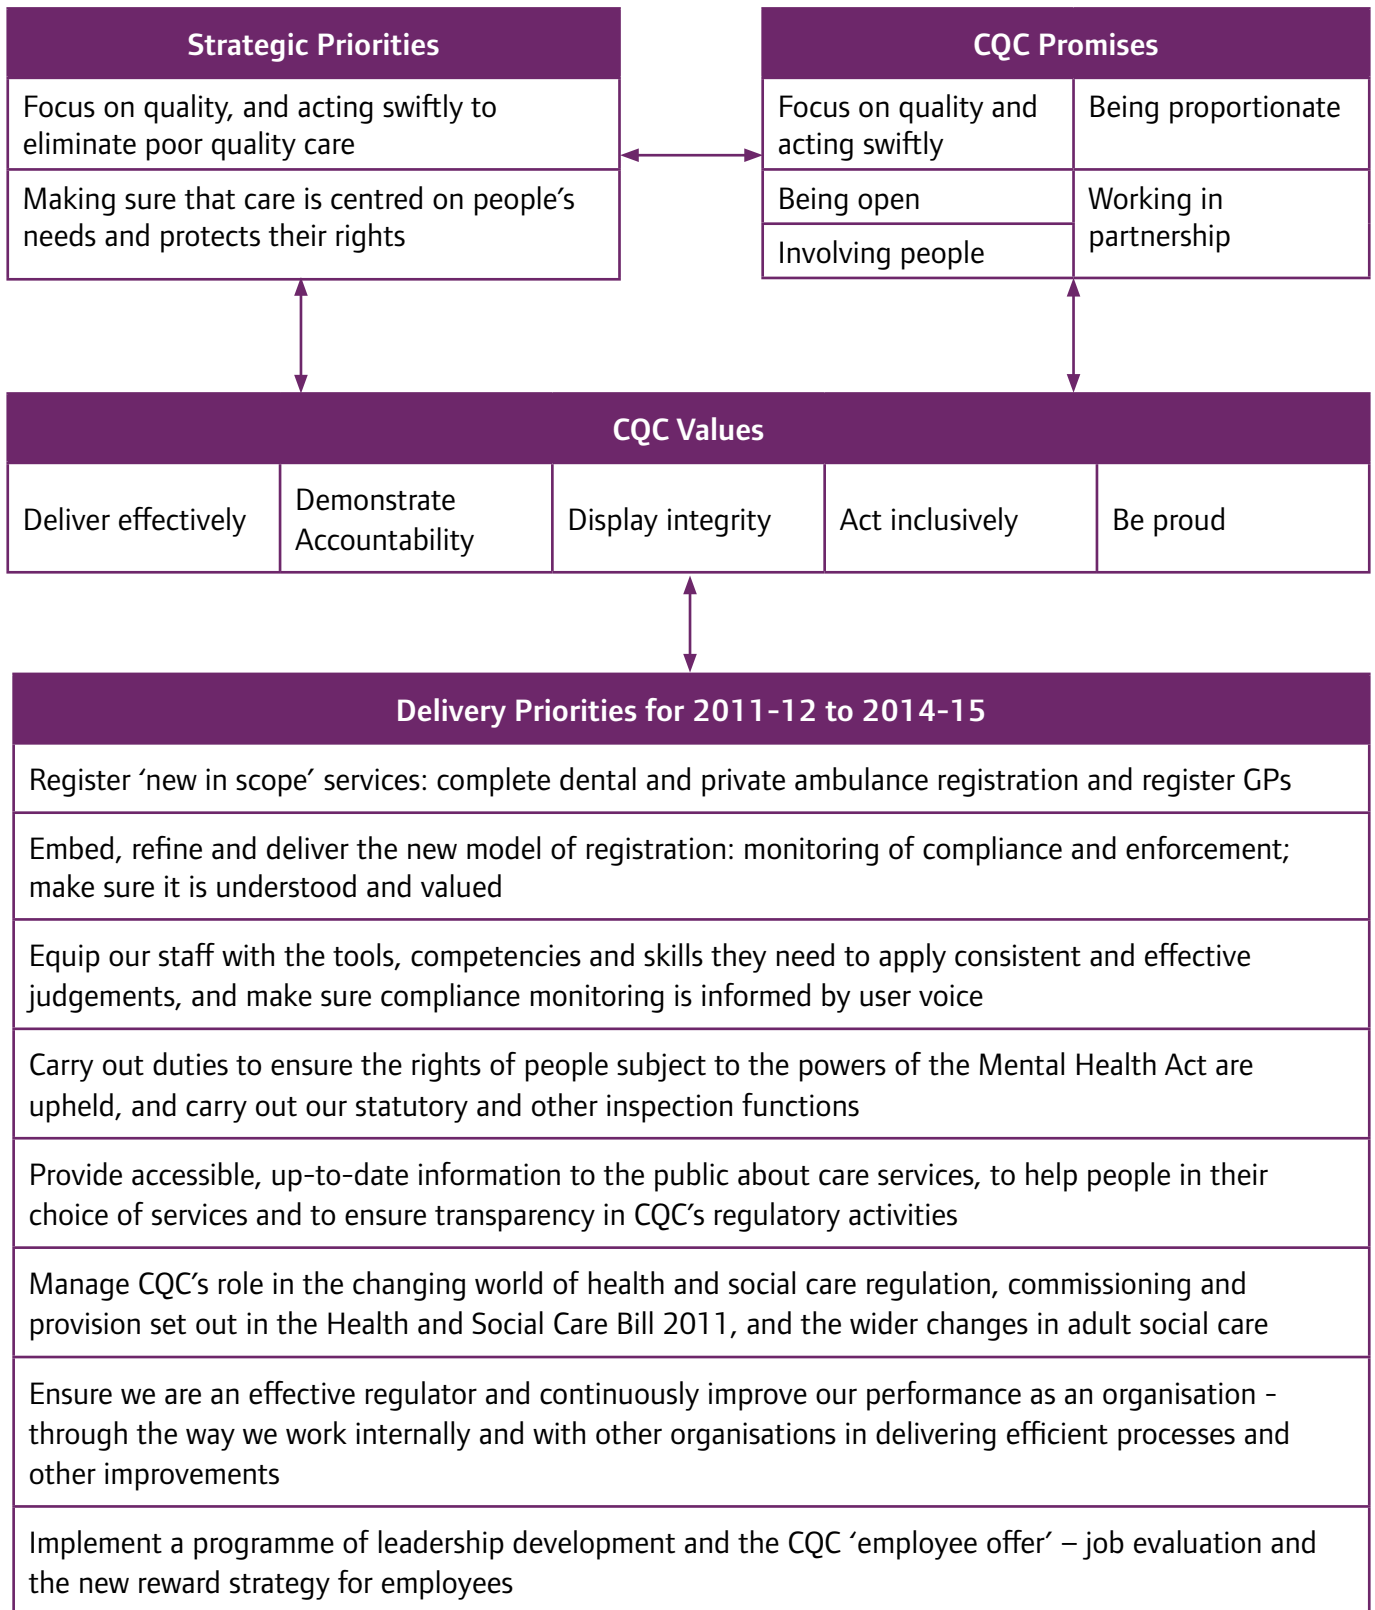 Strategic Priorities
Focus on quality, and acting swiftly to
eliminate poor quality care
Making sure that care is centred on people's
needs and protects their rights
CQC Promises
Focus on quality and
acting swiftly
Being proportionate
Being open
Involving people
Working in
partnership
CQC Values
Deliver effectively
Demonstrate
Accountability
Display integrity
Act inclusively
Be proud
Delivery Priorities for 2011-12 to 2014-15
Register ‘new in scope’ services: complete dental and private ambulance registration and register GPs
Embed, refine and deliver the new model of registration: monitoring of compliance and enforcement;
make sure it is understood and valued
Equip our staff with the tools, competencies and skills they need to apply consistent and effective
judgements, and make sure compliance monitoring is informed by user voice
Carry out duties to ensure the rights of people subject to the powers of the Mental Health Act are
upheld, and carry out our statutory and other inspection functions
Provide accessible, up-to-date information to the public about care services, to help people in their
choice of services and to ensure transparency in CQC's regulatory activities
Manage CQC's role in the changing world of health and social care regulation, commissioning and
provision set out in the Health and Social Care Bill 2011, and the wider changes in adult social care
Ensure we are an effective regulator and continuously improve our performance as an organisation -
through the way we work internally and with other organisations in delivering efficient processes and
other improvements
Implement a programme of leadership development and the CQC ‘employee offer’ – job evaluation and
the new reward strategy for employees